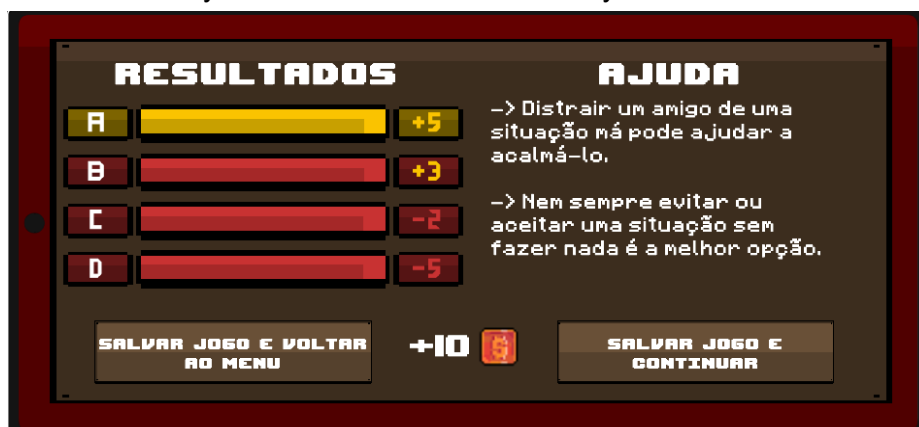 RESULTADOS
A +5
B +3
C -2
D -5
AJUDA
-> Distrair um amigo de uma
situação má pode ajudar a
acalmá-lo.
-> Nem sempre evitar ou
aceitar uma situação sem
fazer nada é a melhor opção.
SALVAR JOGO E VOLTAR
AO MENU
+10 $
SALVAR JOGO E
CONTINUAR